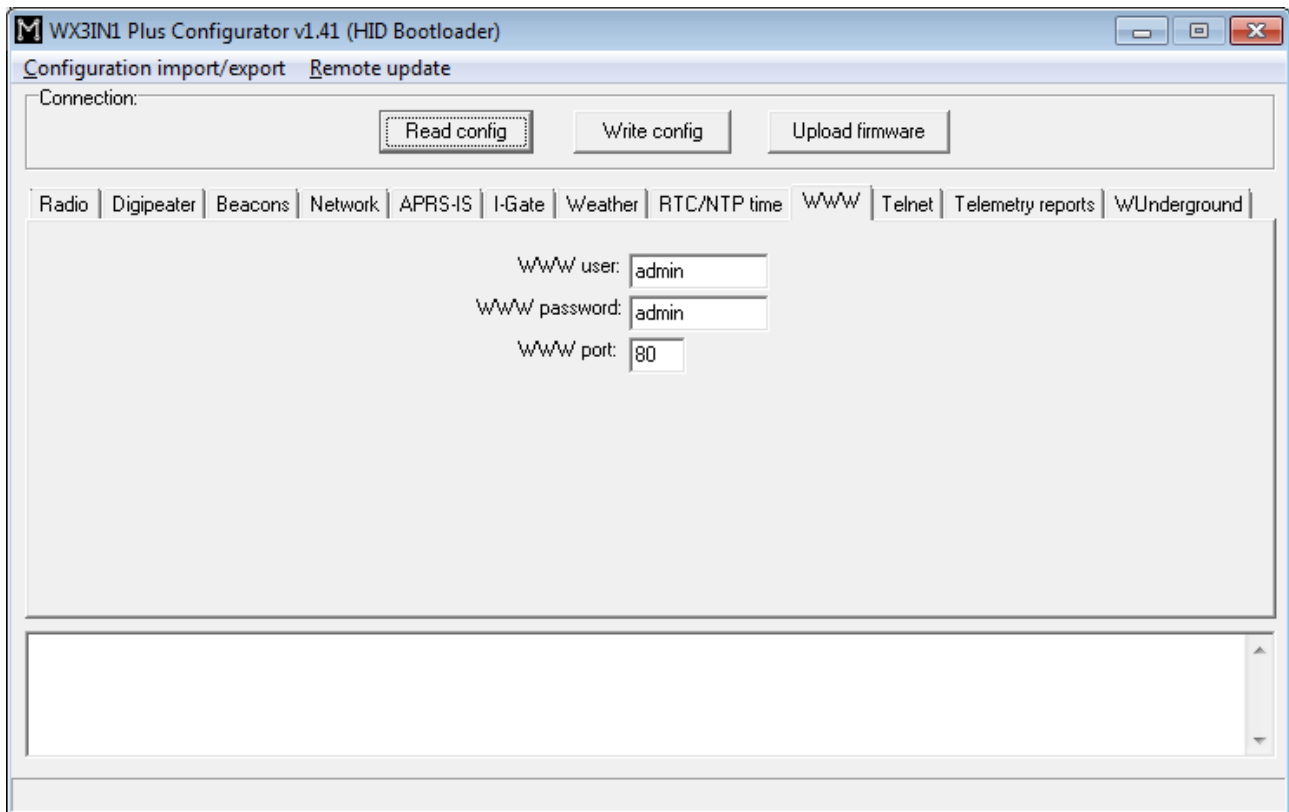 WX3IN1 Plus Configurator v1.41 (HID Bootloader)
Configuration import/export Remote update
Connection:
Read config Write config Upload firmware
Radio Digipeater Beacons Network APRS-IS I-Gate Weather RTC/NTP time WWW Telnet Telemetry reports WUnderground
WWW user: admin
WWW password: admin
WWW port: 80